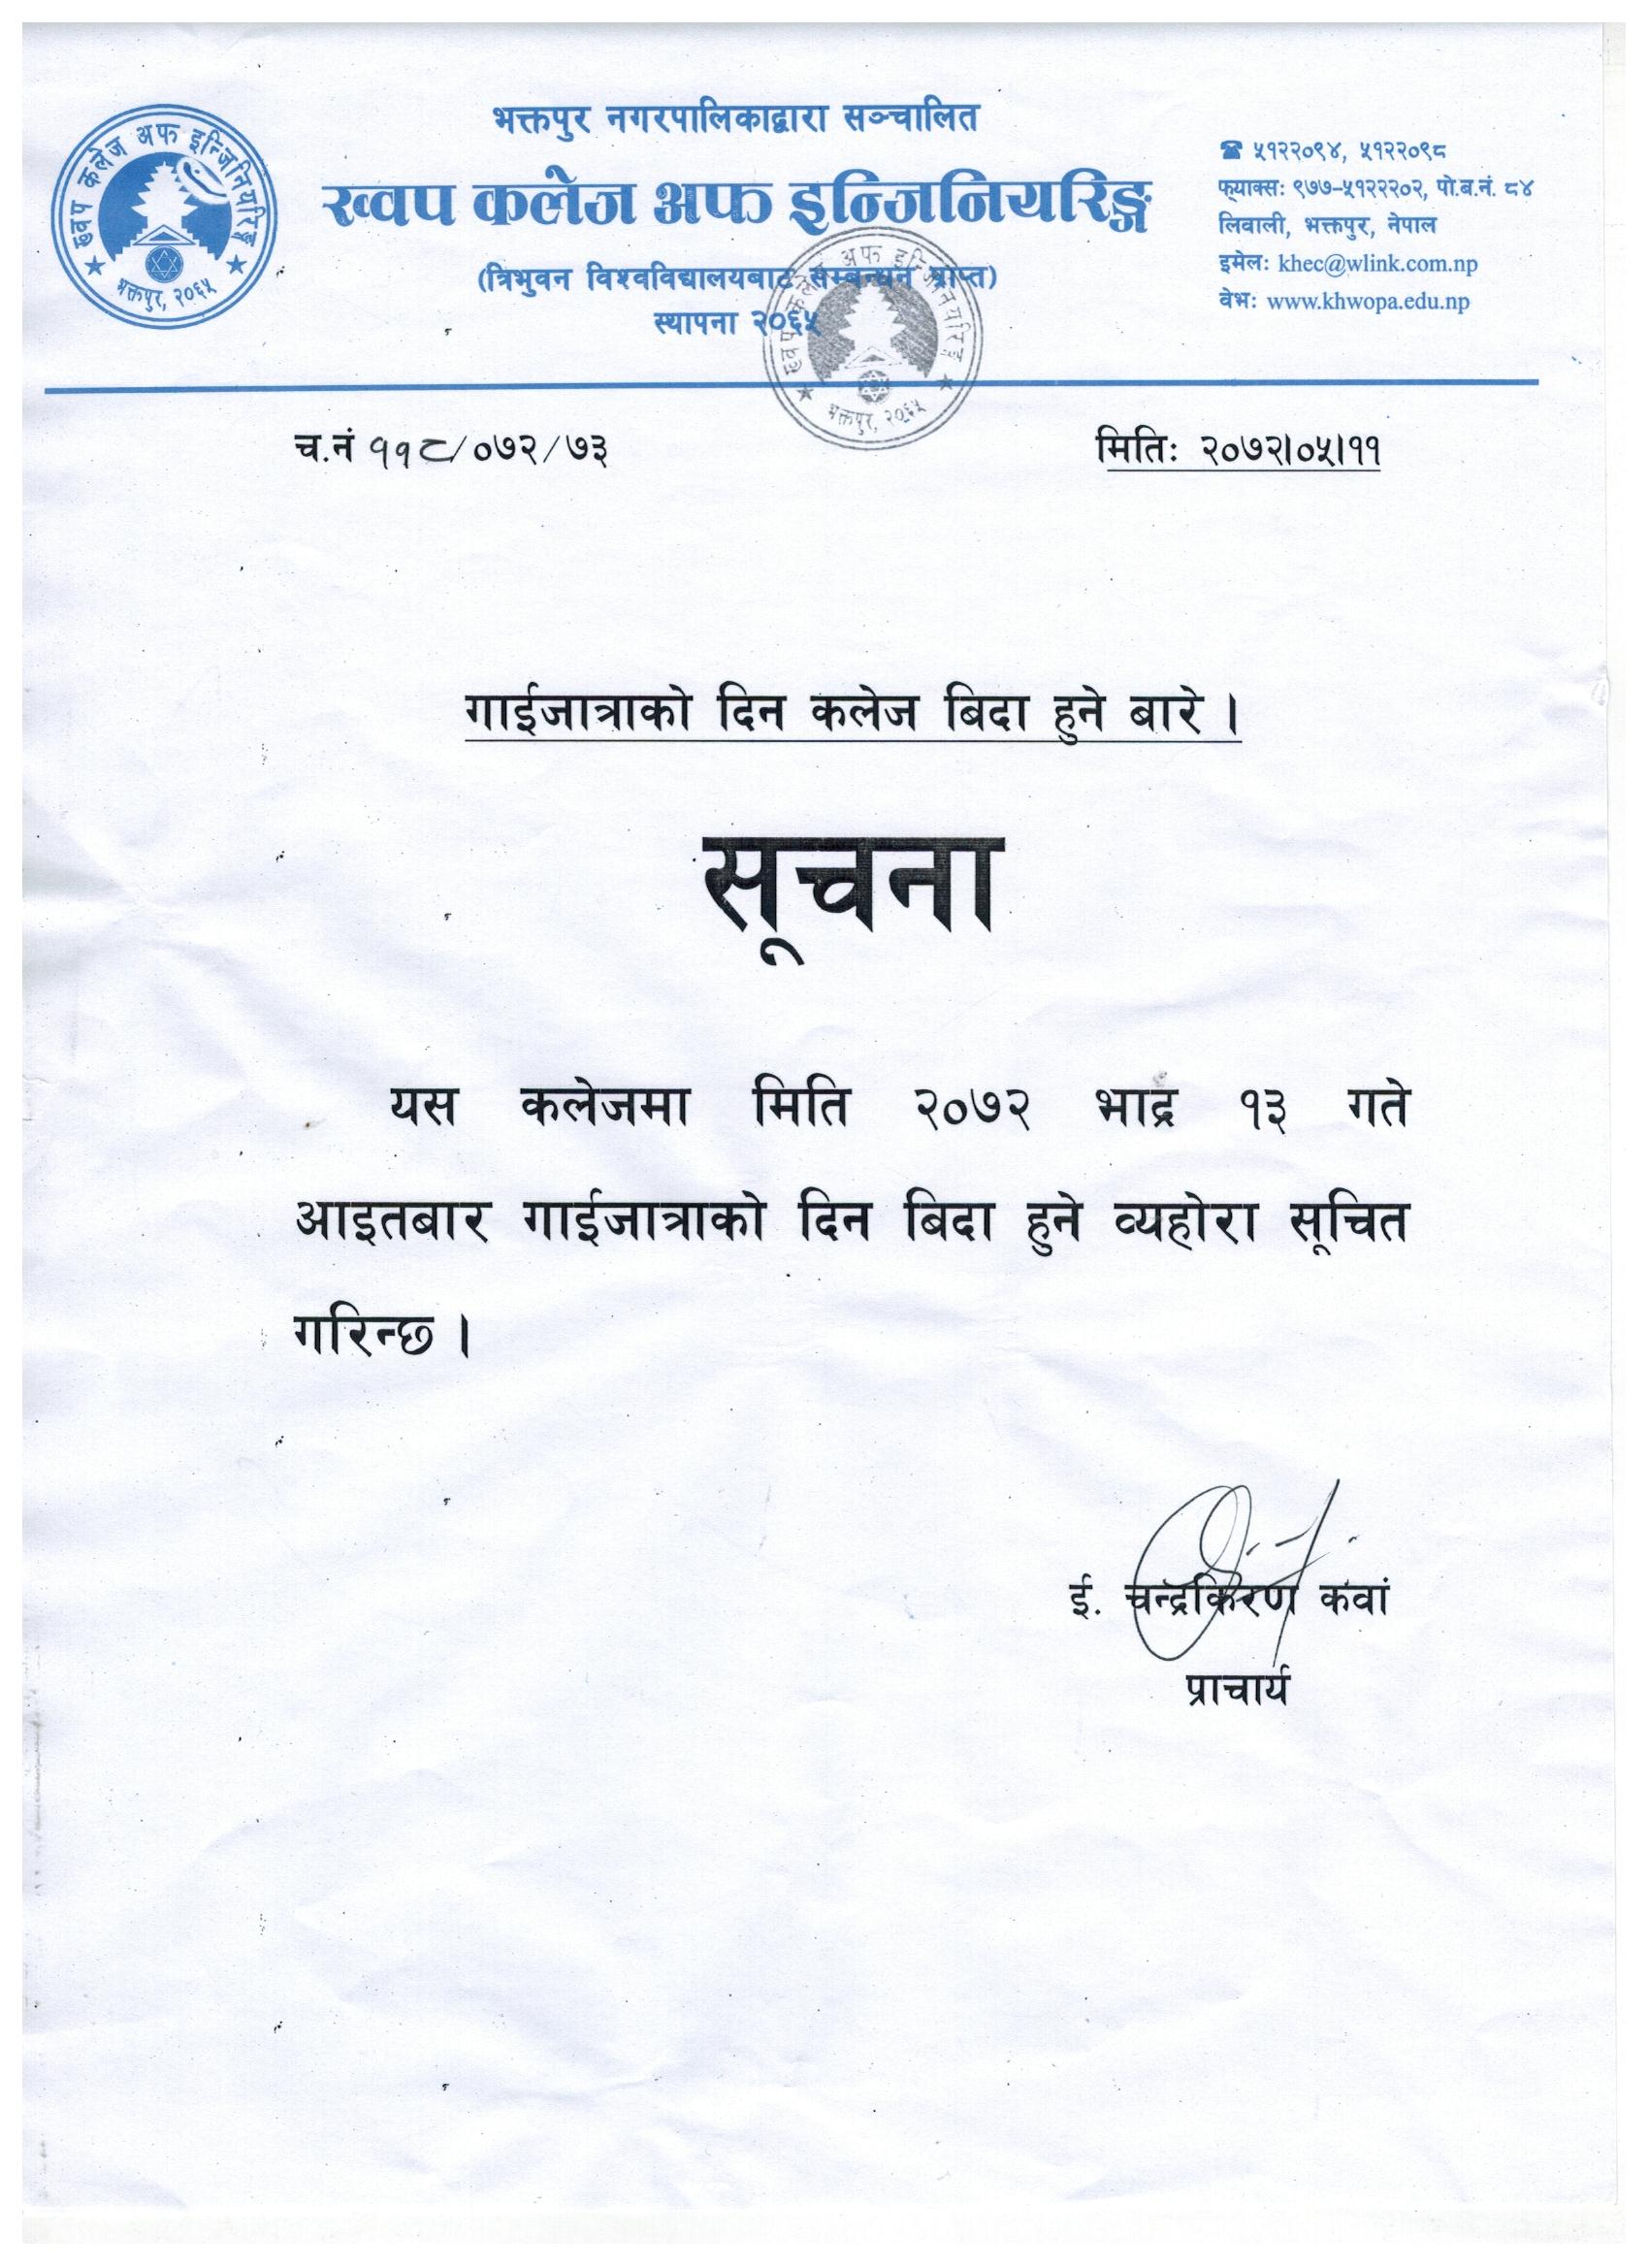 भक्तपुर नगरपालिकाद्वारा सञ्चालित
ख्वप कलेज अफ इन्जिनियरिङ्ग
(त्रिभुवन विश्वविद्यालयबाट सम्बन्धन प्राप्त)
स्थापना २०६५
ख्वप कलेज अफ इन्जिनियरिङ्ग
भक्तपुर, २०६५
☎ ५१२२०९४, ५१२२०९८
फ्याक्सः ९७७–५१२२२०२, पो.ब.नं. ८४
लिवाली, भक्तपुर, नेपाल
इमेलः khec@wlink.com.np
वेभः www.khwopa.edu.np
ख्वप कलेज अफ इन्जिनियरिङ्ग
भक्तपुर, २०६५
च.नं ११८/०७२/७३
मितिः २०७२।०५।११
गाईजात्राको दिन कलेज बिदा हुने बारे ।
सूचना
यस कलेजमा मिति २०७२ भाद्र १३ गते
आइतबार गाईजात्राको दिन बिदा हुने व्यहोरा सूचित
गरिन्छ ।
ई. चन्द्रकिरण कवां
प्राचार्य